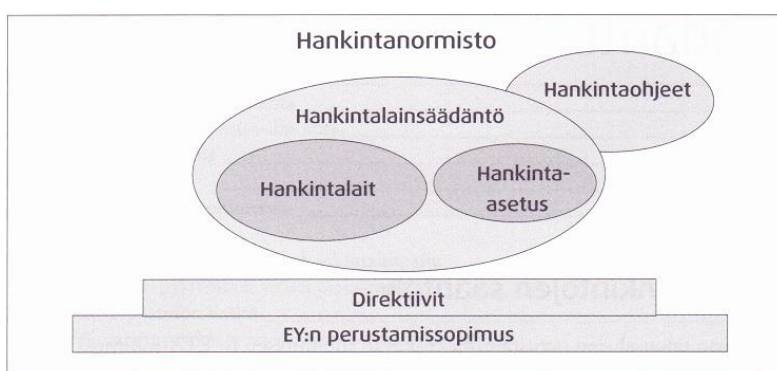 Hankintanormisto
Hankintaohjeet
Hankintalainsäädäntö
Hankintalait
Hankinta-
asetus
Direktiivit
EY:n perustamissopimus